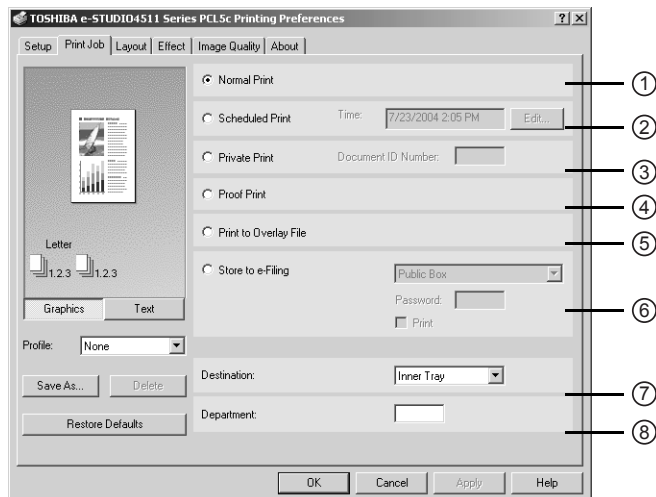 TOSHIBA e-STUDIO4511 Series PCL5c Printing Preferences
Setup Print Job Layout Effect Image Quality About
Normal Print
1
Scheduled Print Time: 7/23/2004 2:05 PM Edit...
2
Private Print Document ID Number:
3
Proof Print
4
Print to Overlay File
5
Letter
1.2.3 1.2.3
Store to e-Filing Public Box
Password:
Print
6
Graphics Text
Profile: None
Save As... Delete
Restore Defaults
Destination: Inner Tray
7
Department:
8
OK Cancel Apply Help